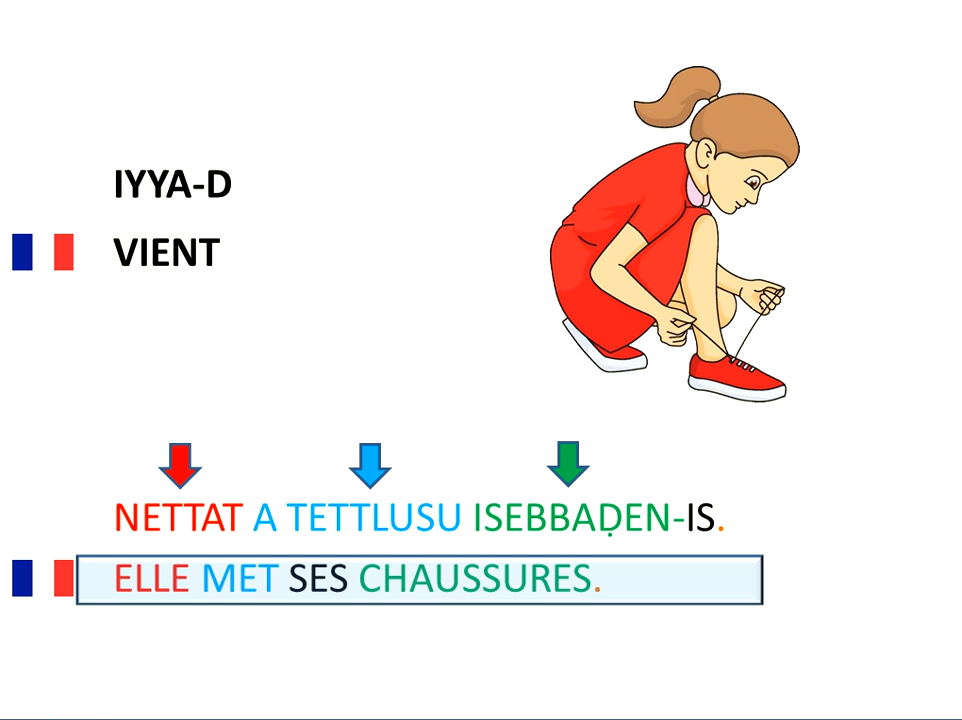 IYYA-D
VIENT
NETTAT A TETTLUSU ISEBBAḌEN-IS.
ELLE MET SES CHAUSSURES.